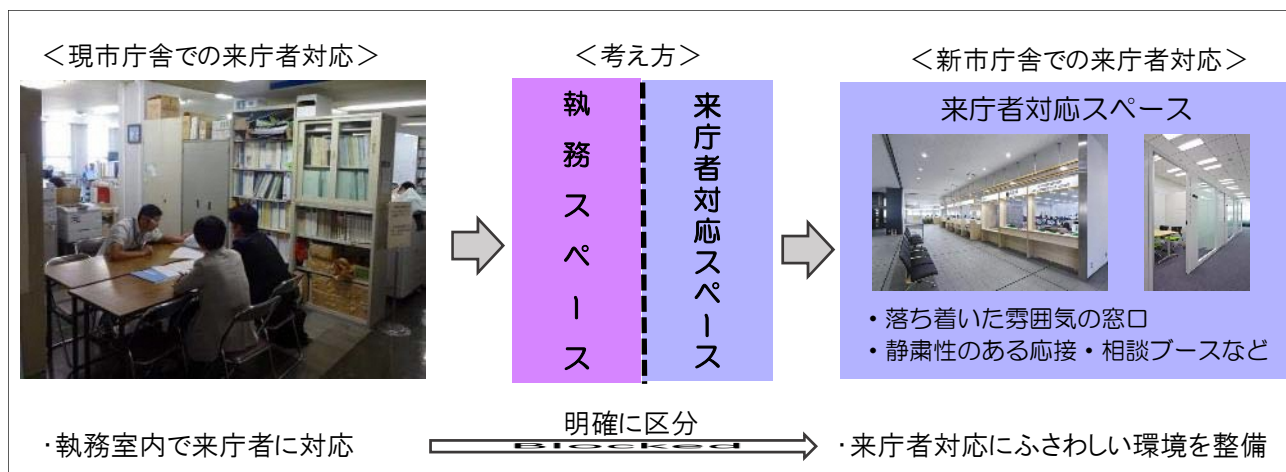 <現市庁舎での来庁者対応>
<考え方>
<新市庁舎での来庁者対応>
執務スペース
来庁者対応スペース
来庁者対応スペース
・落ち着いた雰囲気の窓口
・静粛性のある応接・相談ブースなど
・執務室内で来庁者に対応
明確に区分
Blocked
・来庁者対応にふさわしい環境を整備